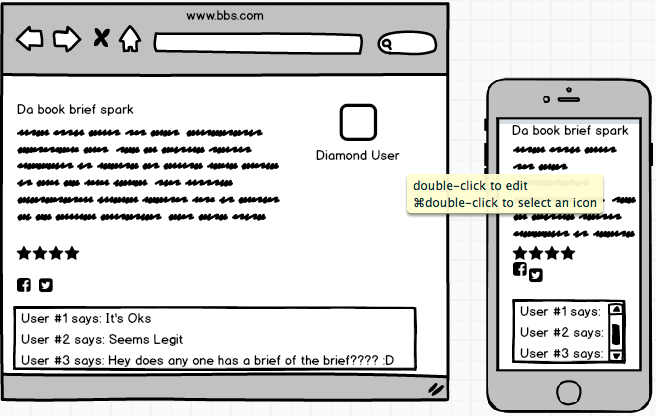 www.bbs.com
Da book brief spark
Diamond User
User #1 says: It's Oks
User #2 says: Seems Legit
User #3 says: Hey does any one has a brief of the brief???? :D
double-click to edit
⌘double-click to select an icon
Da book brief spark
User #1 says:
User #2 says:
User #3 says: